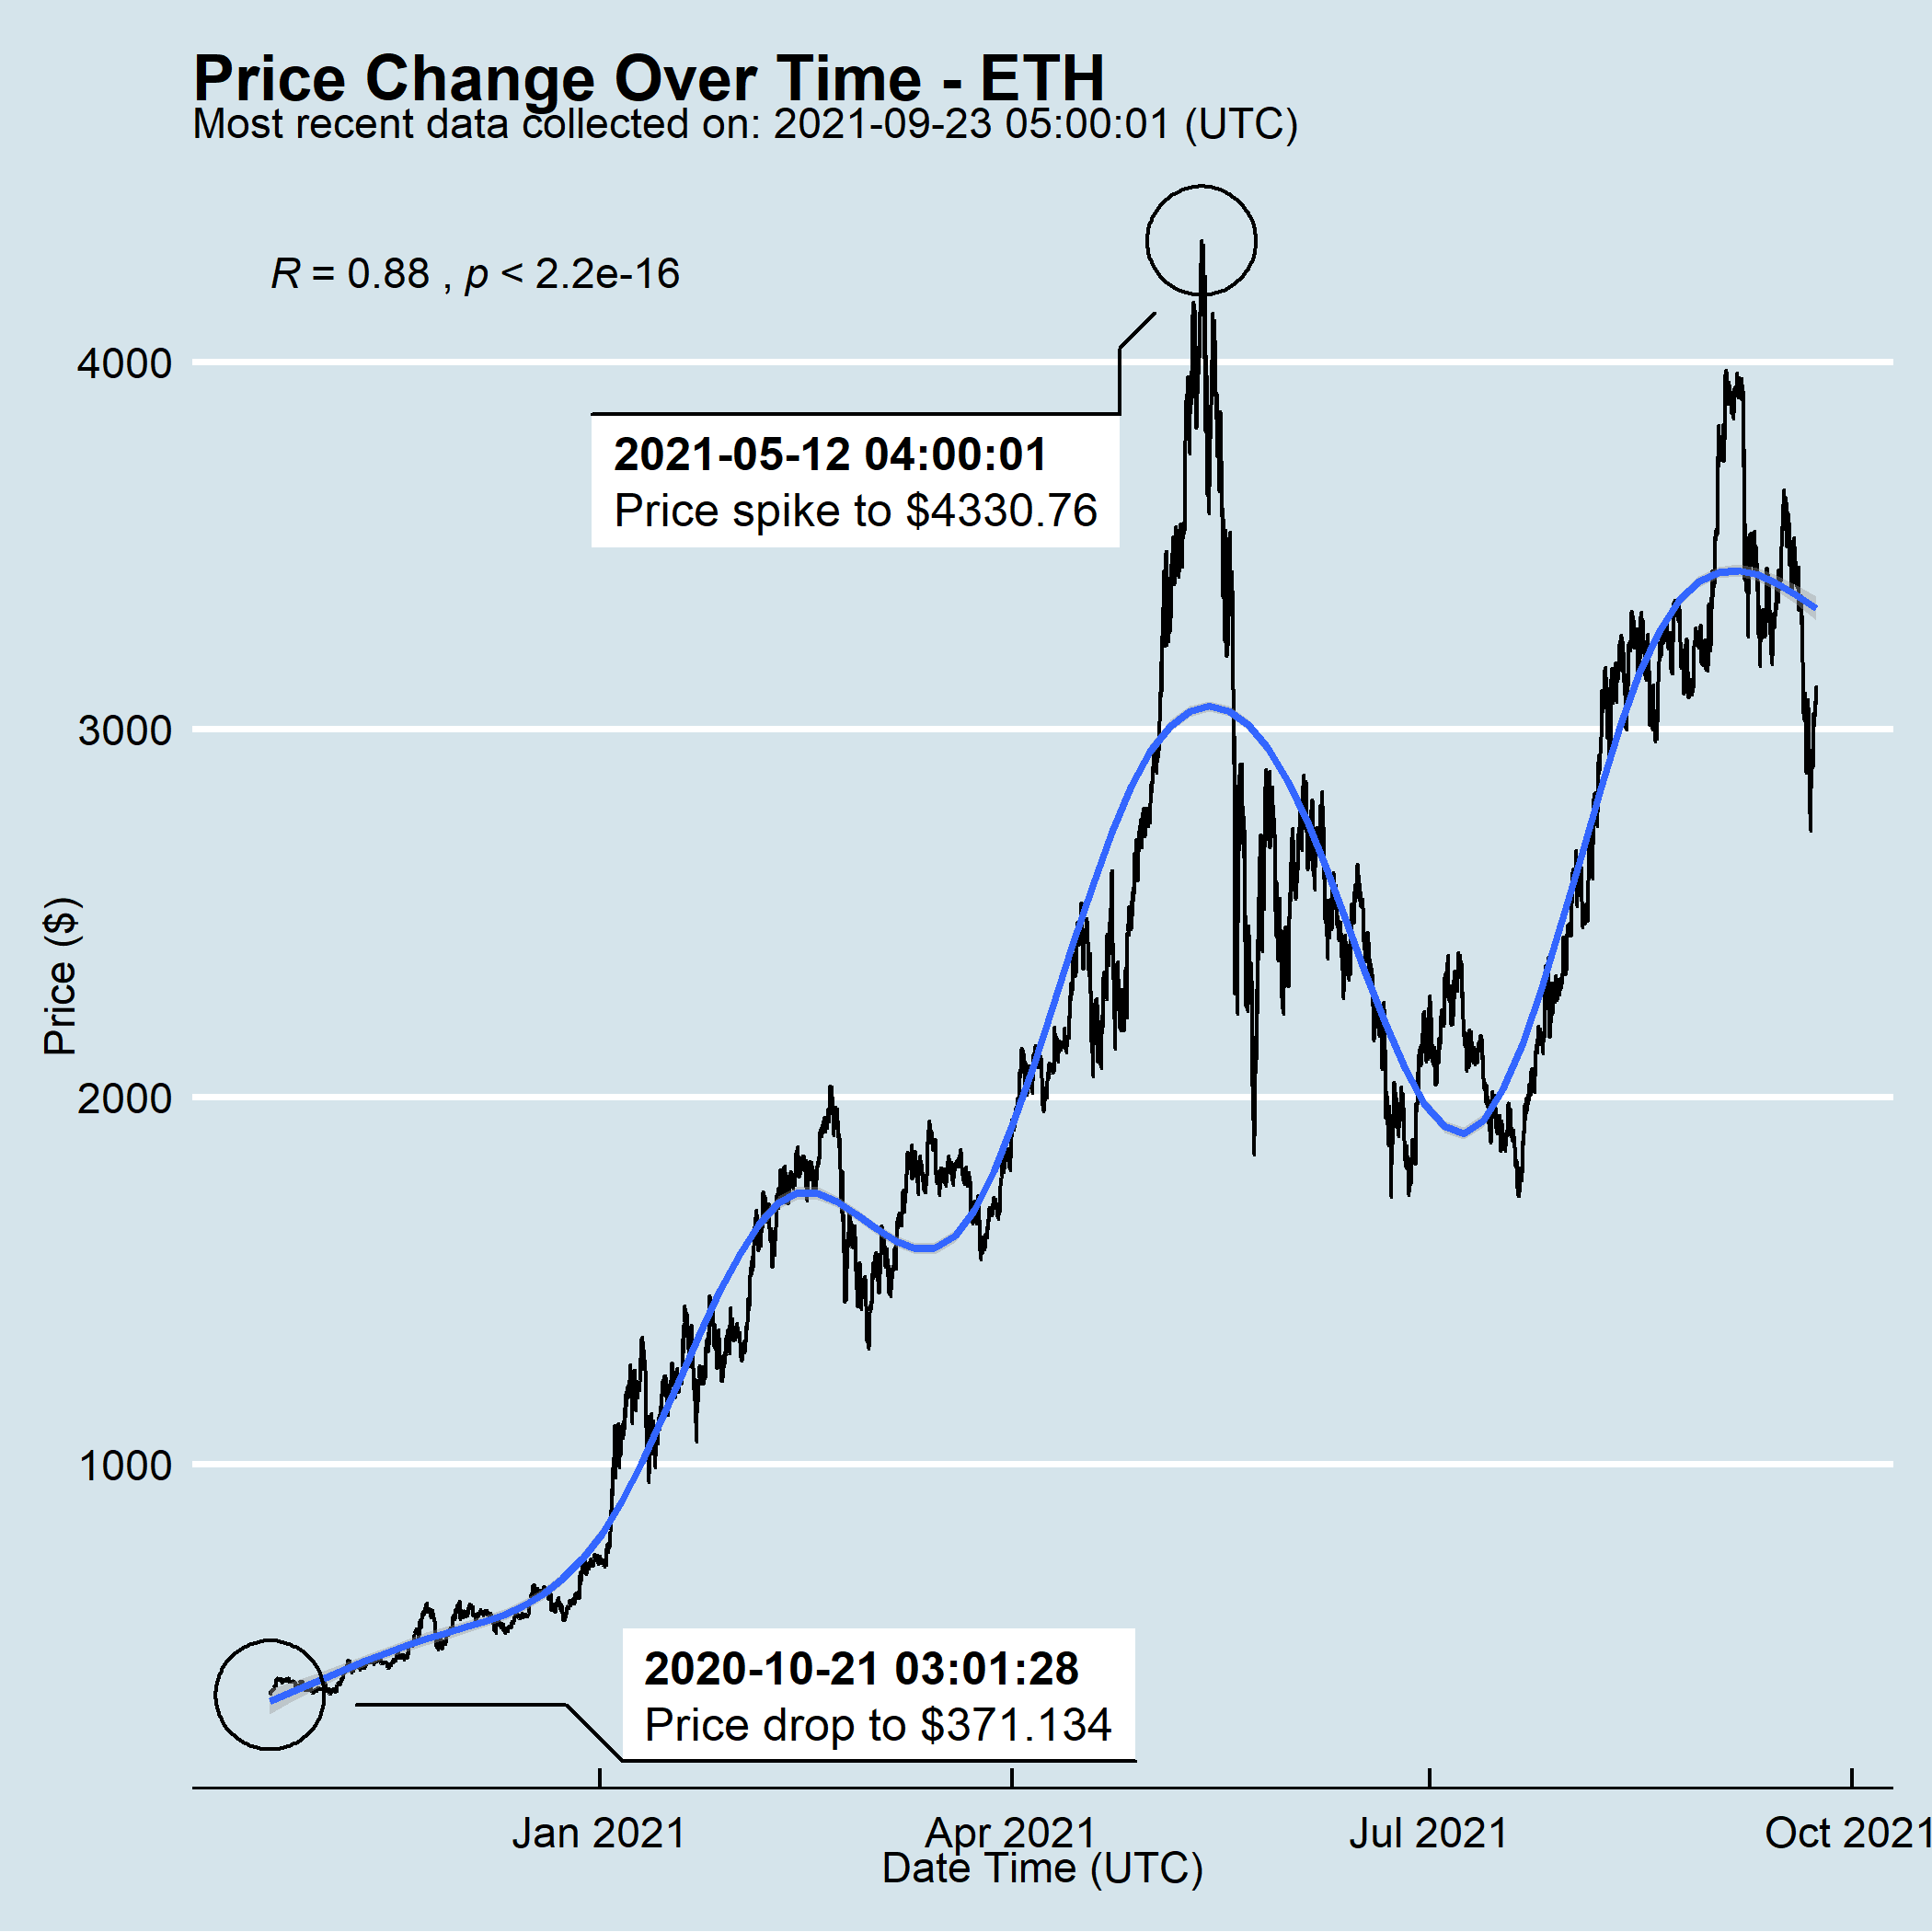 Price Change Over Time - ETH
Most recent data collected on: 2021-09-23 05:00:01 (UTC)
R = 0.88 , p < 2.2e-16
4000
2021-05-12 04:00:01
Price spike to $4330.76
3000
Price ($)
2000
1000
2020-10-21 03:01:28
Price drop to $371.134
Jan 2021
Apr 2021
Jul 2021
Oct 2021
Date Time (UTC)